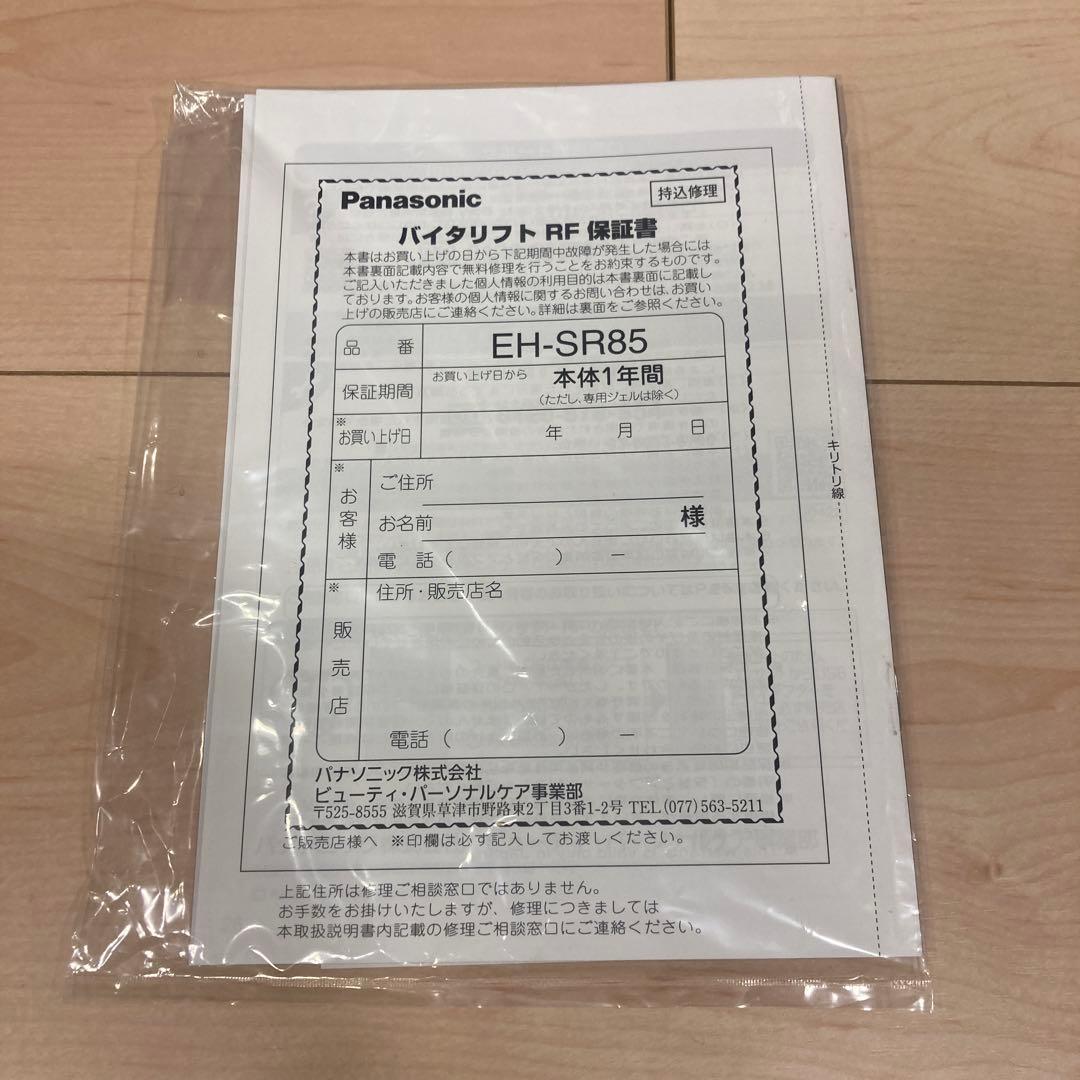 Panasonic
持込修理
バイタリフト RF 保証書
本書はお買い上げの日から下記期間中故障が発生した場合には
本書裏面記載内容で無料修理を行うことをお約束するものです。
ご記入いただきました個人情報の利用目的は本書裏面に記載し
ております。お客様の個人情報に関するお問い合わせは、お買い
上げの販売店にご連絡ください。詳細は裏面をご参照ください。
品番 EH-SR85
保証期間 お買い上げ日から 本体1年間
(ただし、専用ジェルは除く)
※お買い上げ日 年 月 日
※お客様
ご住所
お名前 様
電話( ) －
※販売店
住所・販売店名
電話( ) －
パナソニック株式会社
ビューティ・パーソナルケア事業部
〒525-8555 滋賀県草津市野路東2丁目3番1-2号 TEL (077) 563-5211
ご販売店様へ ※印欄は必ず記入してお渡しください。
上記住所は修理ご相談窓口ではありません。
お手数をお掛けいたしますが、修理につきましては
本取扱説明書内記載の修理ご相談窓口にご連絡ください。
キリトリ線